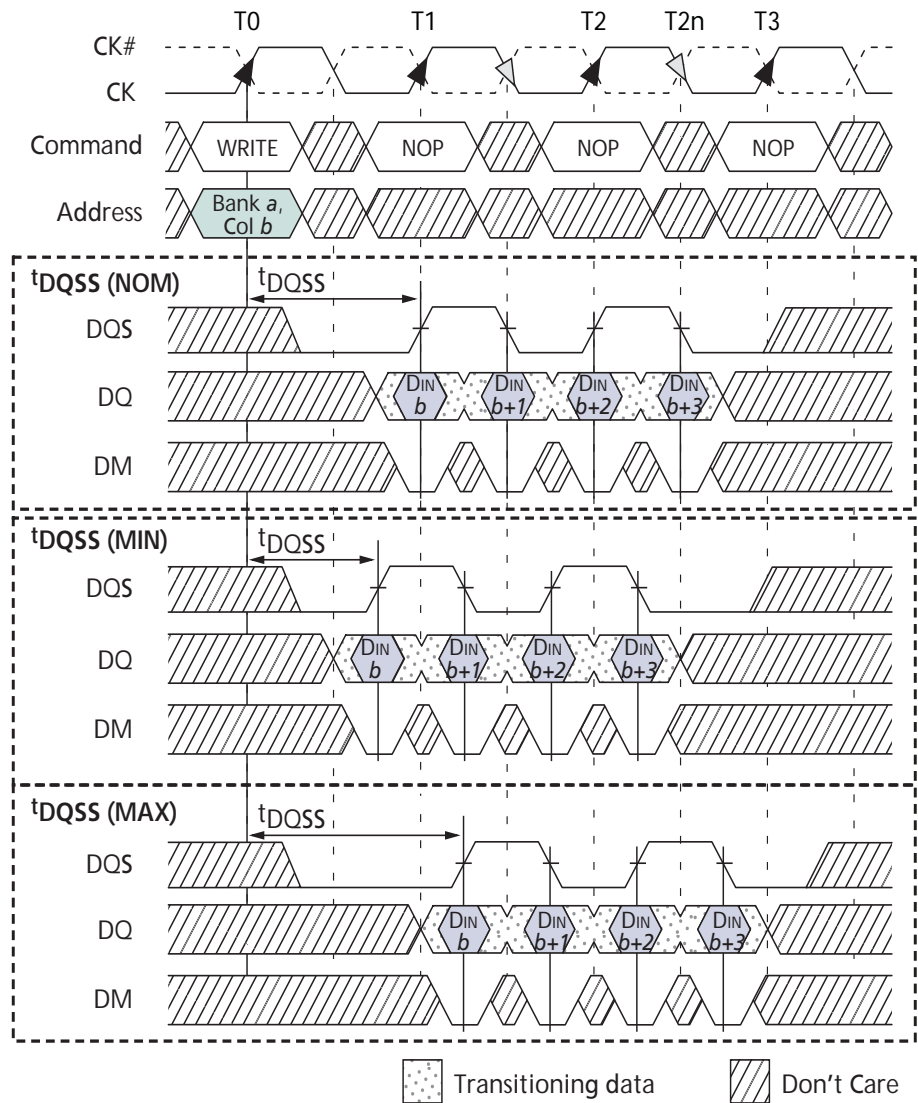 T0 T1 T2 T2n T3
CK#
CK
Command WRITE NOP NOP NOP
Address Bank a,
Col b
tDQSS (NOM) tDQSS
DQS
DQ DIN DIN DIN DIN
b b+1 b+2 b+3
DM
tDQSS (MIN) tDQSS
DQS
DQ DIN DIN DIN DIN
b b+1 b+2 b+3
DM
tDQSS (MAX) tDQSS
DQS
DQ DIN DIN DIN DIN
b b+1 b+2 b+3
DM
Transitioning data Don't Care